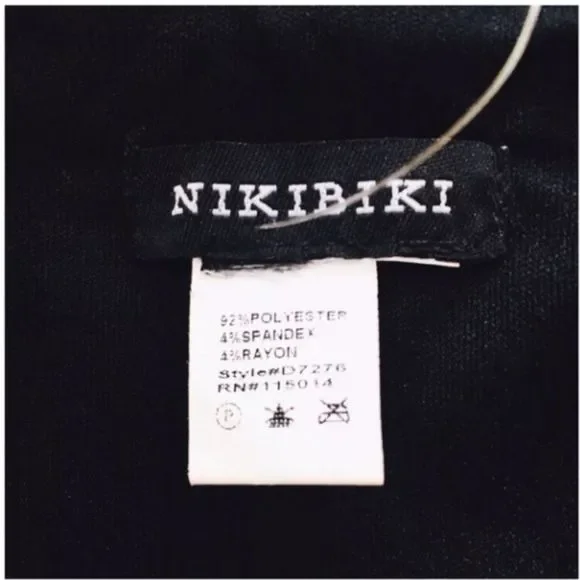 NIKIBIKI
92%POLYESTER
4%SPANDEX
4%RAYON
Style#D7276
RN#115014
P